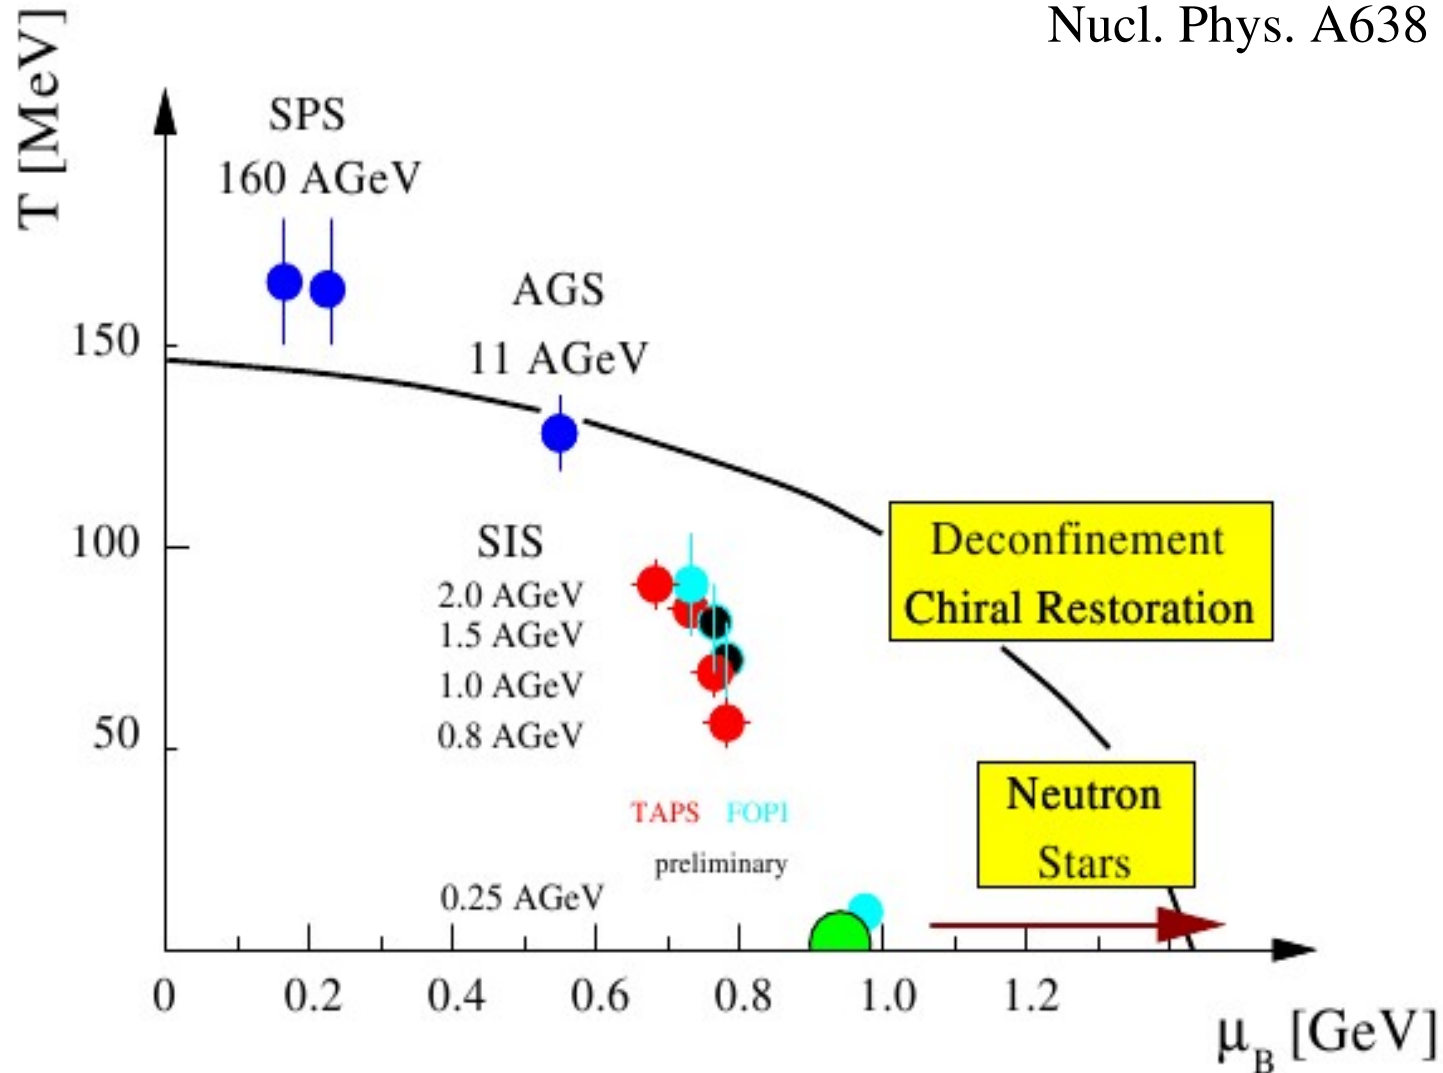 Nucl. Phys. A638
T [MeV]
SPS
160 AGeV
AGS
150
11 AGeV
100
SIS
Deconfinement
2.0 AGeV
Chiral Restoration
1.5 AGeV
1.0 AGeV
50
0.8 AGeV
Neutron
TAPS FOPI
Stars
preliminary
0.25 AGeV
0 0.2 0.4 0.6 0.8 1.0 1.2
μB [GeV]